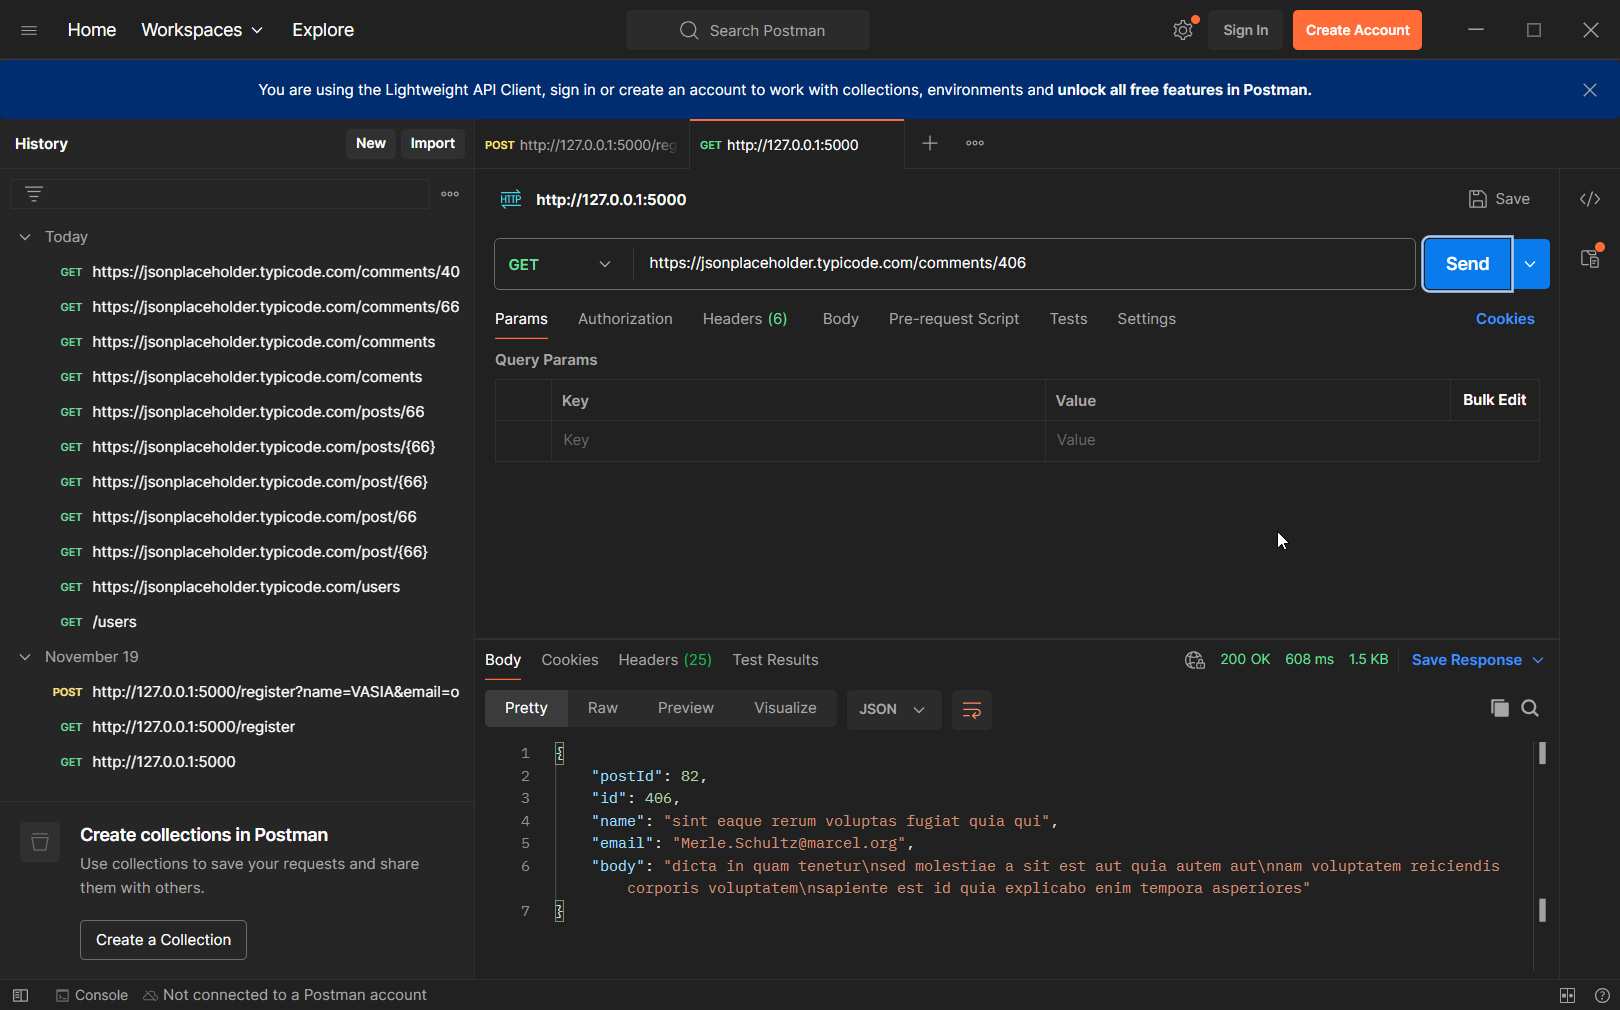 Home Workspaces Explore Search Postman Sign In Create Account
You are using the Lightweight API Client, sign in or create an account to work with collections, environments and unlock all free features in Postman.
History New Import
Today
GET https://jsonplaceholder.typicode.com/comments/40
GET https://jsonplaceholder.typicode.com/comments/66
GET https://jsonplaceholder.typicode.com/comments
GET https://jsonplaceholder.typicode.com/coments
GET https://jsonplaceholder.typicode.com/posts/66
GET https://jsonplaceholder.typicode.com/posts/{66}
GET https://jsonplaceholder.typicode.com/post/{66}
GET https://jsonplaceholder.typicode.com/post/66
GET https://jsonplaceholder.typicode.com/post/{66}
GET https://jsonplaceholder.typicode.com/users
GET /users
November 19
POST http://127.0.0.1:5000/register?name=VASIA&email=o
GET http://127.0.0.1:5000/register
GET http://127.0.0.1:5000
Create collections in Postman
Use collections to save your requests and share
them with others.
Create a Collection
POST http://127.0.0.1:5000/reg GET http://127.0.0.1:5000
HTTP http://127.0.0.1:5000 Save
GET https://jsonplaceholder.typicode.com/comments/406 Send
Params Authorization Headers (6) Body Pre-request Script Tests Settings Cookies
Query Params
Key Value Bulk Edit
Key Value
Body Cookies Headers (25) Test Results 200 OK 608 ms 1.5 KB Save Response
Pretty Raw Preview Visualize JSON
1 {
2 "postId": 82,
3 "id": 406,
4 "name": "sint eaque rerum voluptas fugiat quia qui",
5 "email": "Merle.Schultz@marcel.org",
6 "body": "dicta in quam tenetur\nsed molestiae a sit est aut quia autem aut\nnam voluptatem reiciendis
corporis voluptatem\nsapiente est id quia explicabo enim tempora asperiores"
7 }
Console Not connected to a Postman account